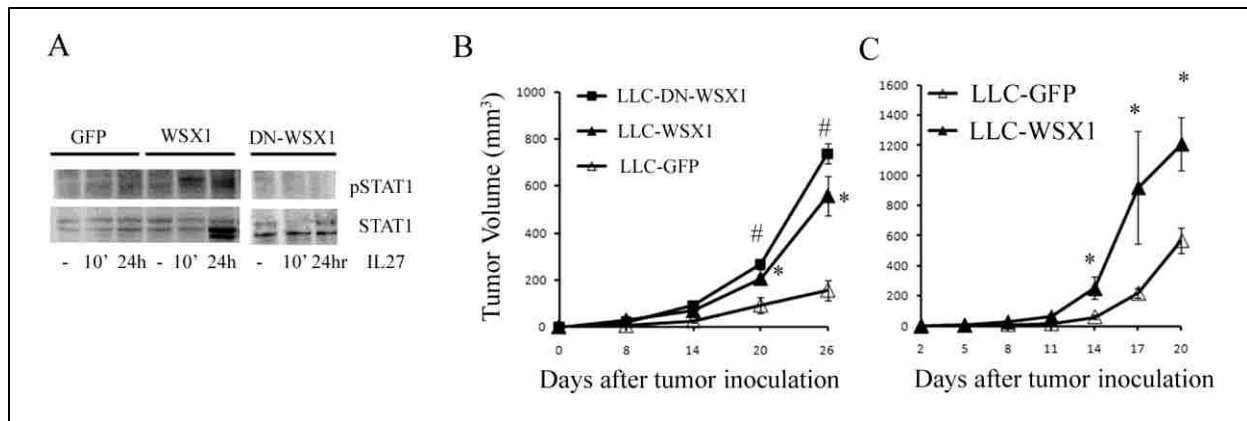 A
GFP WSX1 DN-WSX1
pSTAT1
STAT1
- 10' 24h - 10' 24h - 10' 24hr IL27
B
Tumor Volume (mm³)
1000
800
600
400
200
0
LLC-DN-WSX1
LLC-WSX1
LLC-GFP
#
#
*
*
0 8 14 20 26
Days after tumor inoculation
C
1600
1400
1200
1000
800
600
400
200
0
LLC-GFP
LLC-WSX1
*
*
*
2 5 8 11 14 17 20
Days after tumor inoculation